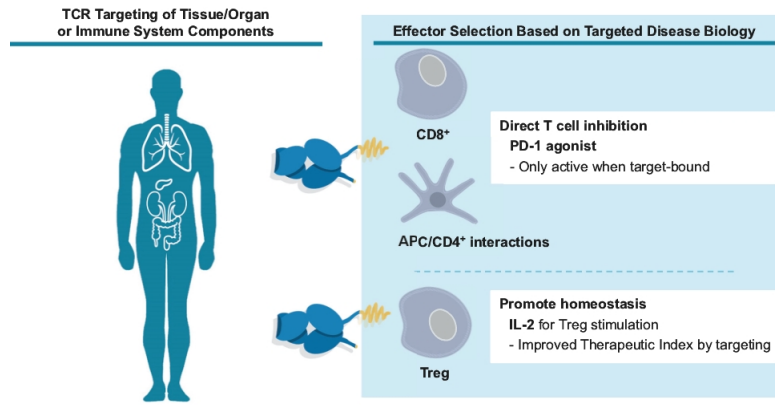 TCR Targeting of Tissue/Organ
or Immune System Components
Effector Selection Based on Targeted Disease Biology
CD8⁺
Direct T cell inhibition
PD-1 agonist
- Only active when target-bound
APC/CD4⁺ interactions
Promote homeostasis
IL-2 for Treg stimulation
- Improved Therapeutic Index by targeting
Treg